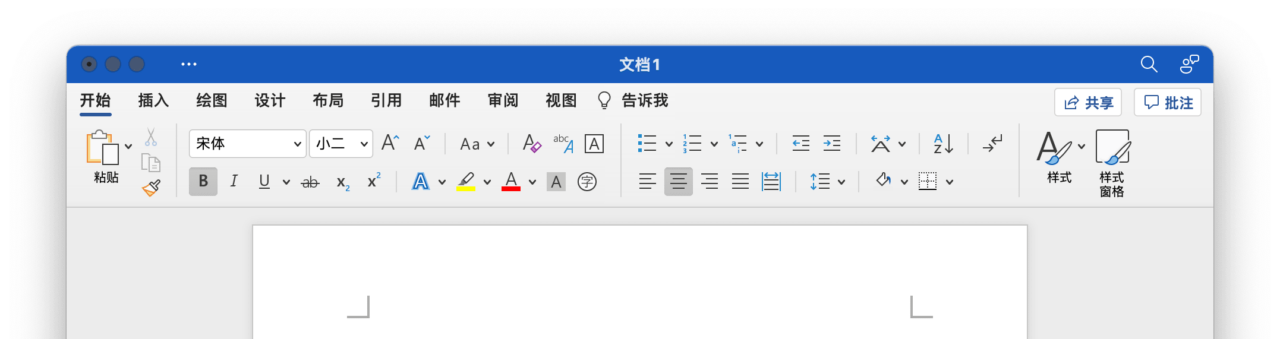 文档1
开始 插入 绘图 设计 布局 引用 邮件 审阅 视图 告诉我 共享 批注
粘贴
宋体 小二 A A Aa A abc A A
B I U ab x2 x2 A A A 字
样式
样式
窗格